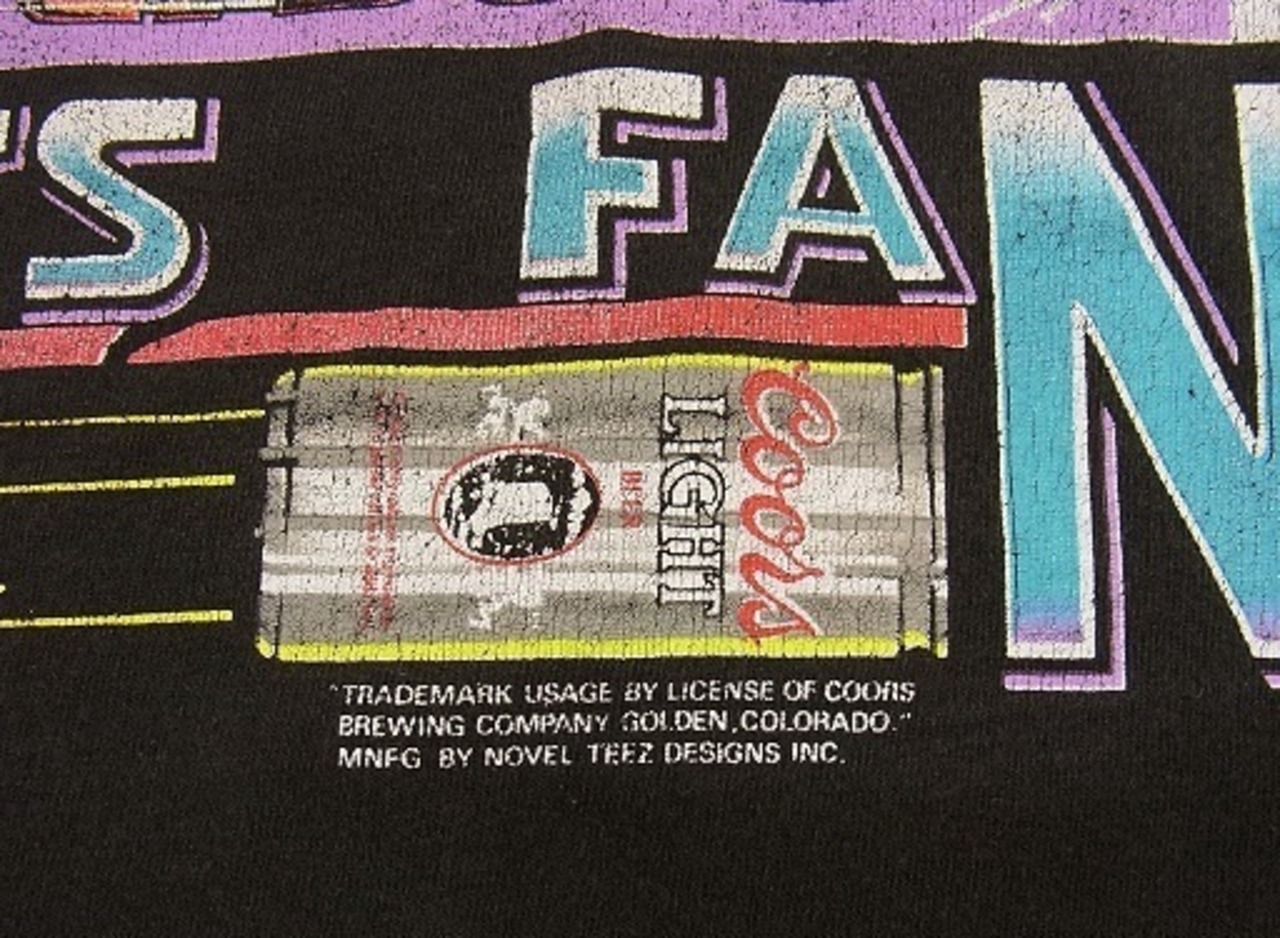 S FAN
Coors
LIGHT
BEER
"TRADEMARK USAGE BY LICENSE OF COORS
BREWING COMPANY GOLDEN, COLORADO."
MNFG BY NOVEL TEEZ DESIGNS INC.